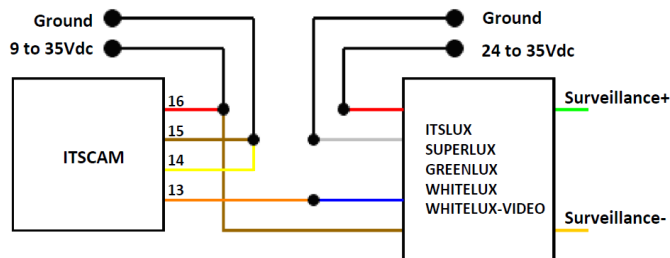 Ground
9 to 35Vdc
Ground
24 to 35Vdc
16
15
14
13
ITSCAM
ITSLUX
SUPERLUX
GREENLUX
WHITELUX
WHITELUX-VIDEO
Surveillance+
Surveillance-